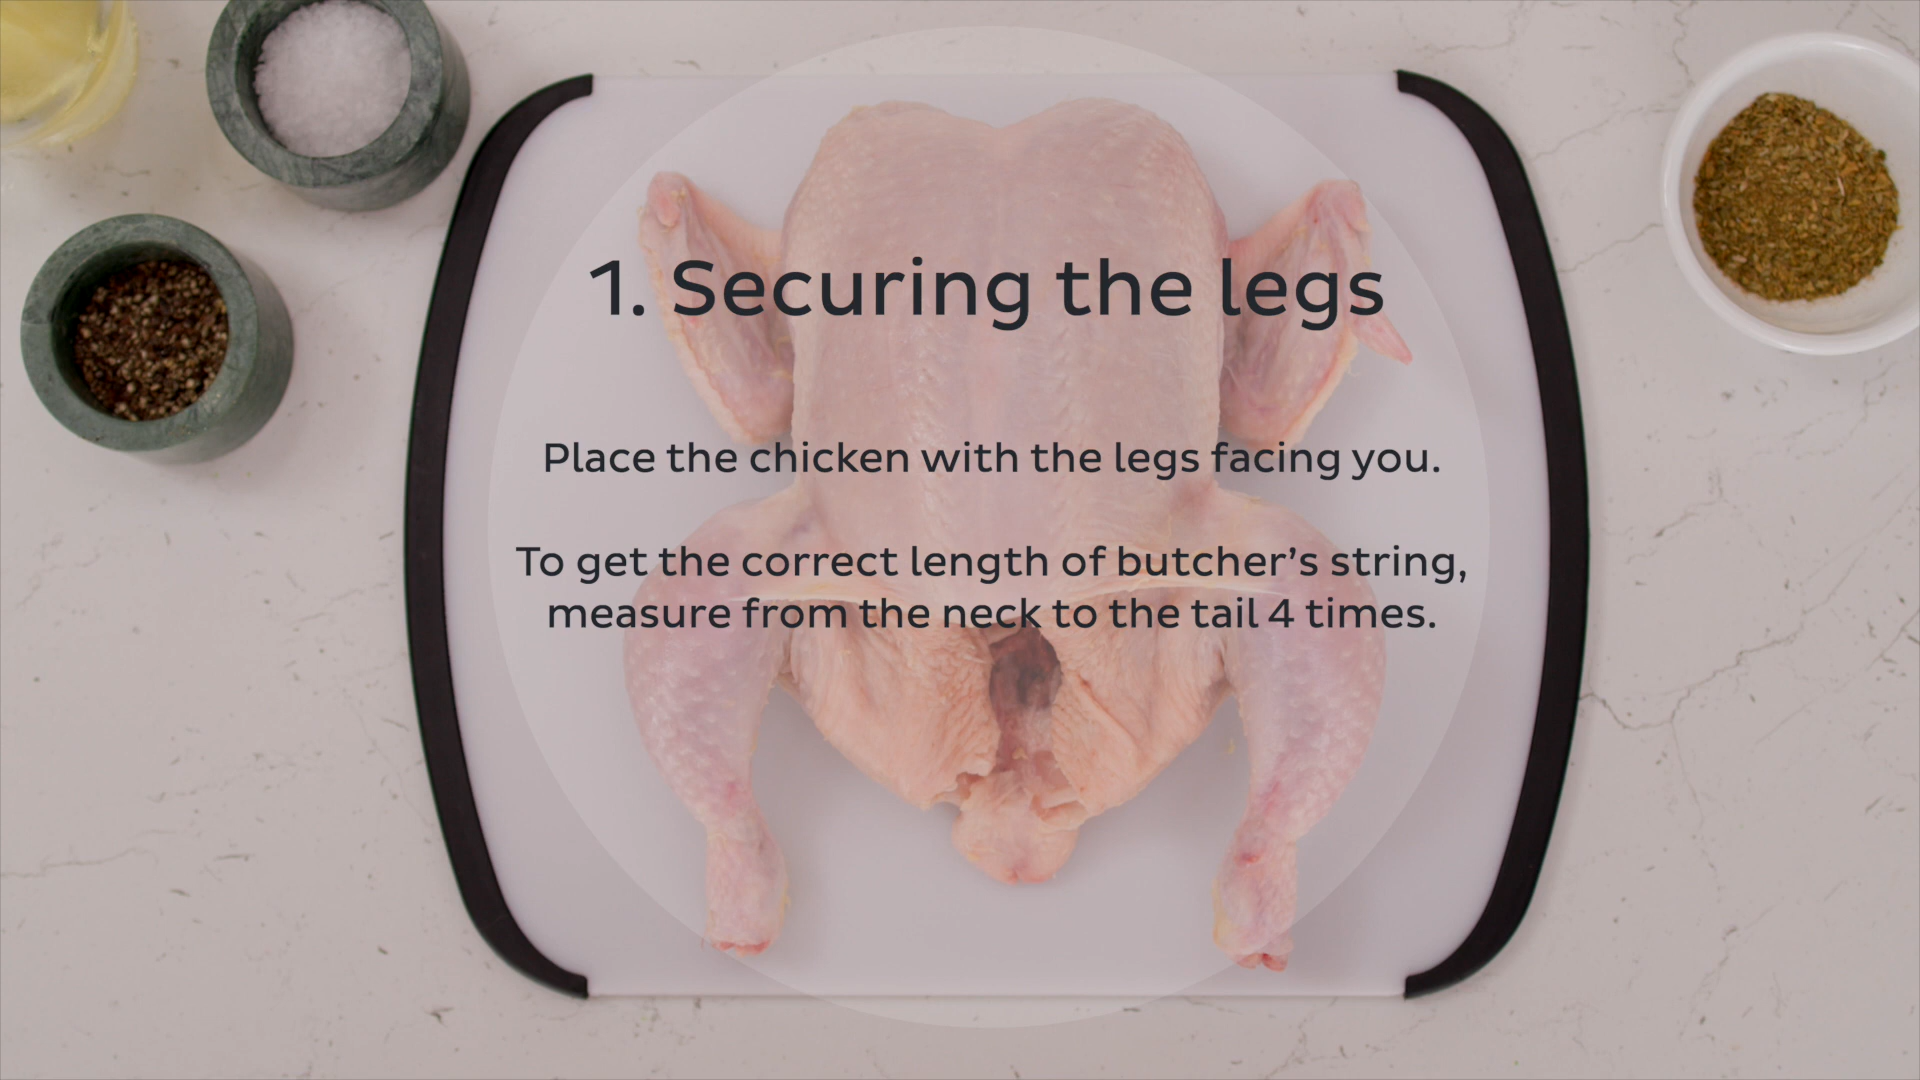 1. Securing the legs
Place the chicken with the legs facing you.
To get the correct length of butcher’s string,
measure from the neck to the tail 4 times.